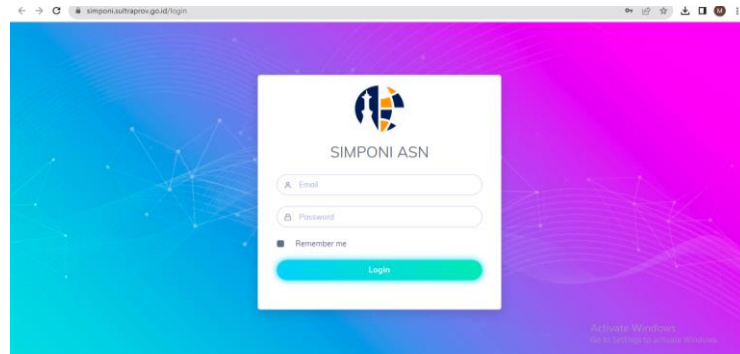 simponi.sultraprov.go.id/login
M
SIMPONI ASN
Email
Password
Remember me
Login
Activate Windows
Go to Settings to activate Windows.